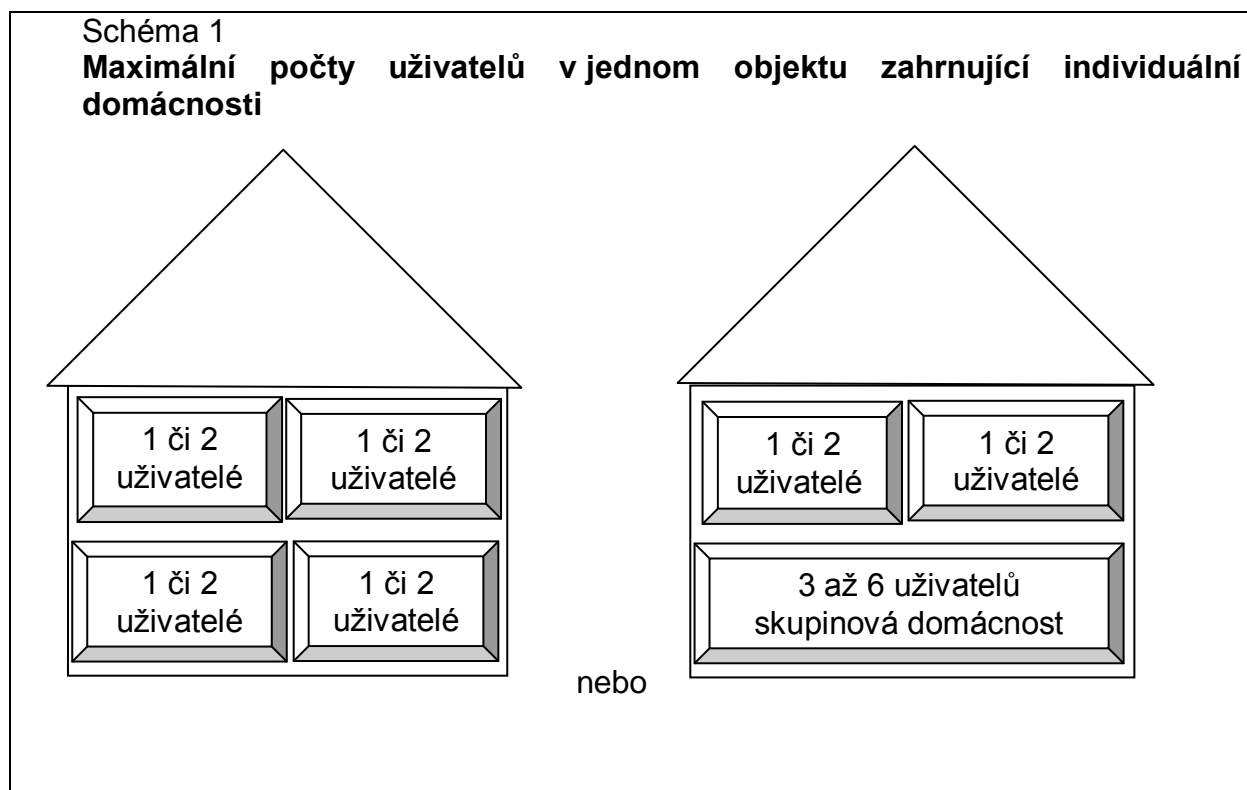 Schéma 1
Maximální počty uživatelů v jednom objektu zahrnující individuální
domácnosti
1 či 2
uživatelé
1 či 2
uživatelé
1 či 2
uživatelé
1 či 2
uživatelé
nebo
1 či 2
uživatelé
1 či 2
uživatelé
3 až 6 uživatelů
skupinová domácnost